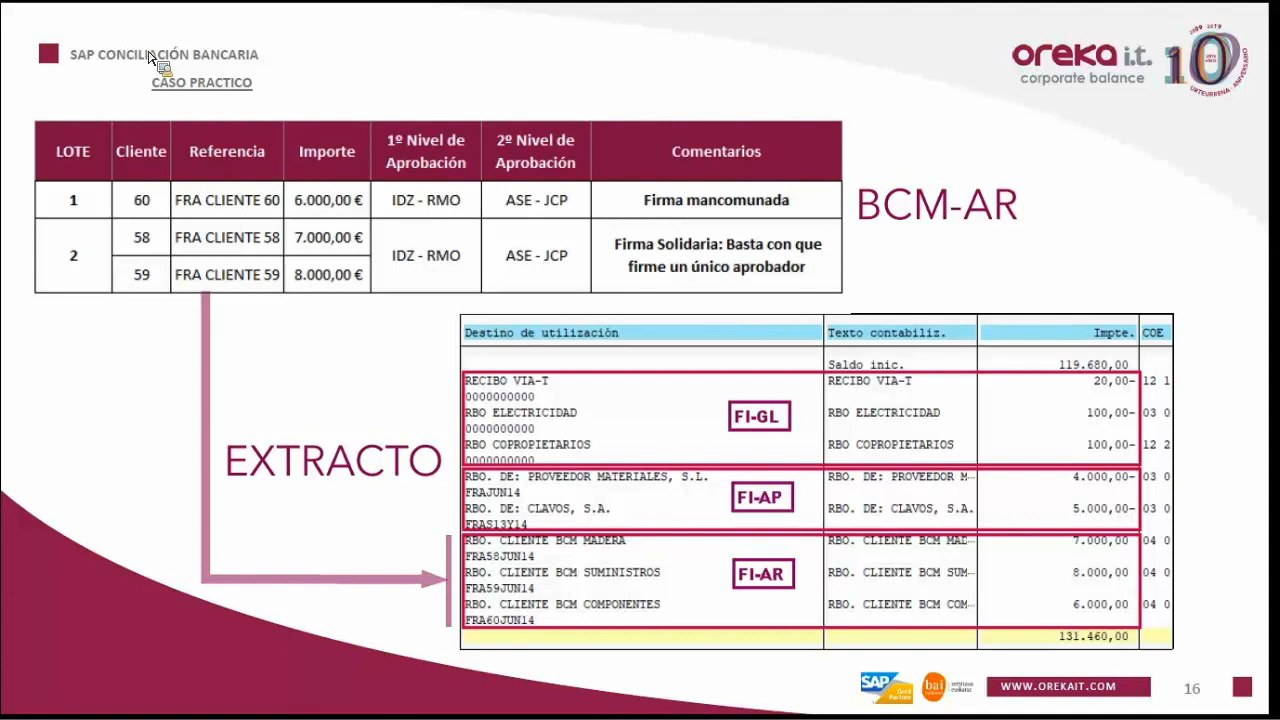 SAP CONCILIACIÓN BANCARIA
CASO PRACTICO
oreka i.t.
corporate balance
10
2009 - 2019
URTEURRENA · ANIVERSARIO
LOTE Cliente Referencia Importe 1º Nivel de Aprobación 2º Nivel de Aprobación Comentarios
1 60 FRA CLIENTE 60 6.000,00 € IDZ - RMO ASE - JCP Firma mancomunada
2 58 FRA CLIENTE 58 7.000,00 € IDZ - RMO ASE - JCP Firma Solidaria: Basta con que firme un único aprobador
59 FRA CLIENTE 59 8.000,00 €
BCM-AR
EXTRACTO
Destino de utilización Texto contabiliz. Impte. COE
Saldo inic. 119.680,00
RECIBO VIA-T RECIBO VIA-T 20,00- 12 1
0000000000
RBO ELECTRICIDAD RBO ELECTRICIDAD 100,00- 03 0
0000000000
RBO COPROPIETARIOS RBO COPROPIETARIOS 100,00- 12 2
0000000000
FI-GL
RBO. DE: PROVEEDOR MATERIALES, S.L. RBO. DE: PROVEEDOR M… 4.000,00- 03 0
FRAJUN14
RBO. DE: CLAVOS, S.A. RBO. DE: CLAVOS, S.A. 5.000,00- 03 0
FRAS13Y14
FI-AP
RBO. CLIENTE BCM MADERA RBO. CLIENTE BCM MAD… 7.000,00 04 0
FRA58JUN14
RBO. CLIENTE BCM SUMINISTROS RBO. CLIENTE BCM SUM… 8.000,00 04 0
FRA59JUN14
RBO. CLIENTE BCM COMPONENTES RBO. CLIENTE BCM COM… 6.000,00 04 0
FRA60JUN14
FI-AR
131.460,00
SAP
Gold Partner
bai
WWW.OREKAIT.COM
16